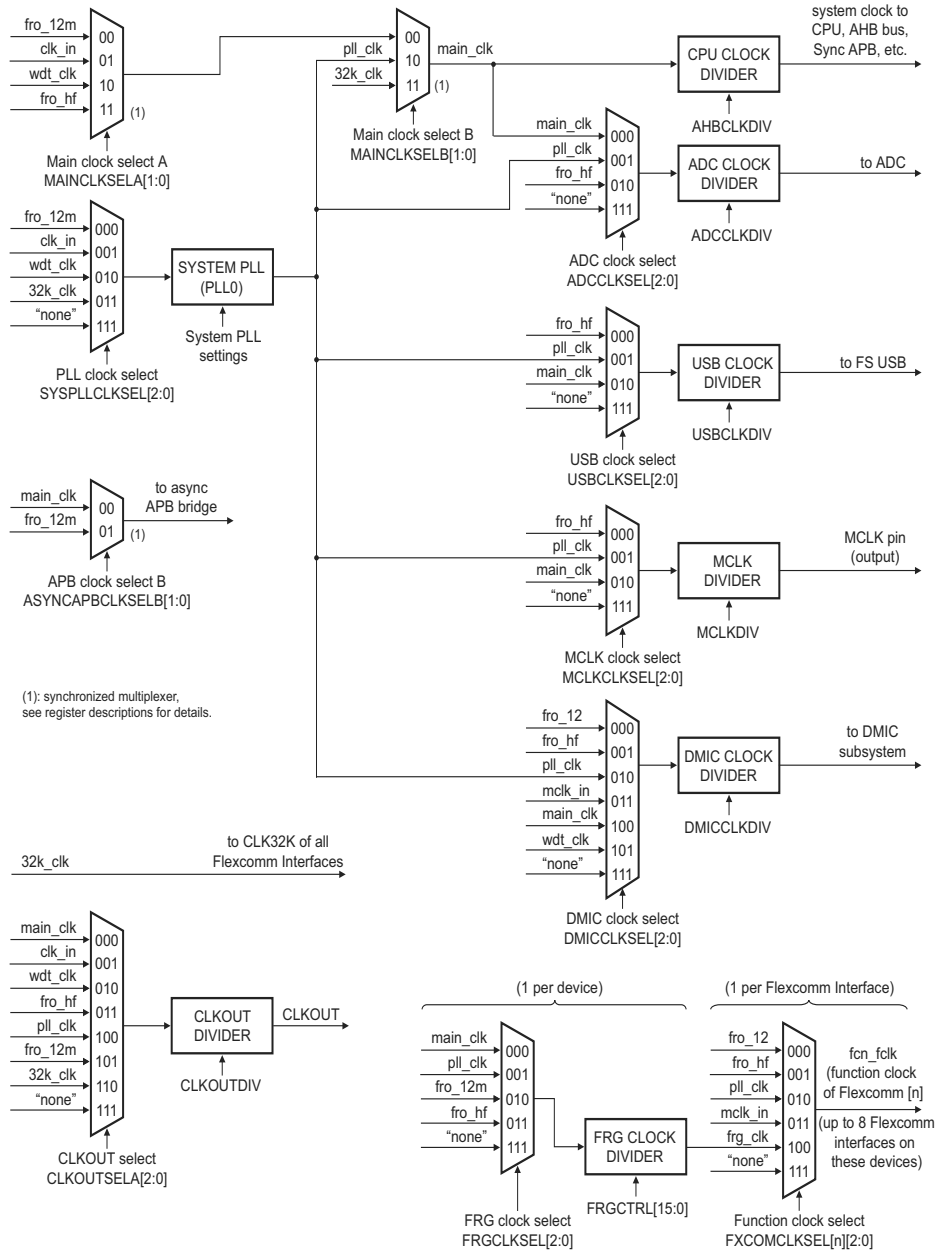 fro_12m
clk_in
wdt_clk
fro_hf
00
01
10
11
(1)
Main clock select A
MAINCLKSELA[1:0]
pll_clk
32k_clk
00
10
11
(1)
main_clk
Main clock select B
MAINCLKSELB[1:0]
CPU CLOCK
DIVIDER
AHBCLKDIV
system clock to
CPU, AHB bus,
Sync APB, etc.
main_clk
pll_clk
fro_hf
"none"
000
001
010
111
ADC clock select
ADCCLKSEL[2:0]
ADC CLOCK
DIVIDER
ADCCLKDIV
to ADC
fro_12m
clk_in
wdt_clk
32k_clk
"none"
000
001
010
011
111
PLL clock select
SYSPLLCLKSEL[2:0]
SYSTEM PLL
(PLL0)
System PLL
settings
fro_hf
pll_clk
main_clk
"none"
000
001
010
111
USB clock select
USBCLKSEL[2:0]
USB CLOCK
DIVIDER
USBCLKDIV
to FS USB
main_clk
fro_12m
00
01
(1)
to async
APB bridge
APB clock select B
ASYNCAPBCLKSELB[1:0]
fro_hf
pll_clk
main_clk
"none"
000
001
010
111
MCLK clock select
MCLKCLKSEL[2:0]
MCLK
DIVIDER
MCLKDIV
MCLK pin
(output)
(1): synchronized multiplexer,
see register descriptions for details.
fro_12
fro_hf
pll_clk
mclk_in
main_clk
wdt_clk
"none"
000
001
010
011
100
101
111
DMIC clock select
DMICCLKSEL[2:0]
DMIC CLOCK
DIVIDER
DMICCLKDIV
to DMIC
subsystem
32k_clk
to CLK32K of all
Flexcomm Interfaces
main_clk
clk_in
wdt_clk
fro_hf
pll_clk
fro_12m
32k_clk
"none"
000
001
010
011
100
101
110
111
CLKOUT select
CLKOUTSELA[2:0]
CLKOUT
DIVIDER
CLKOUTDIV
CLKOUT
(1 per device)
main_clk
pll_clk
fro_12m
fro_hf
"none"
000
001
010
011
111
FRG clock select
FRGCLKSEL[2:0]
FRG CLOCK
DIVIDER
FRGCTRL[15:0]
(1 per Flexcomm Interface)
fro_12
fro_hf
pll_clk
mclk_in
frg_clk
"none"
000
001
010
011
100
111
Function clock select
FXCOMCLKSEL[n][2:0]
fcn_fclk
(function clock
of Flexcomm [n]
(up to 8 Flexcomm
interfaces on
these devices)